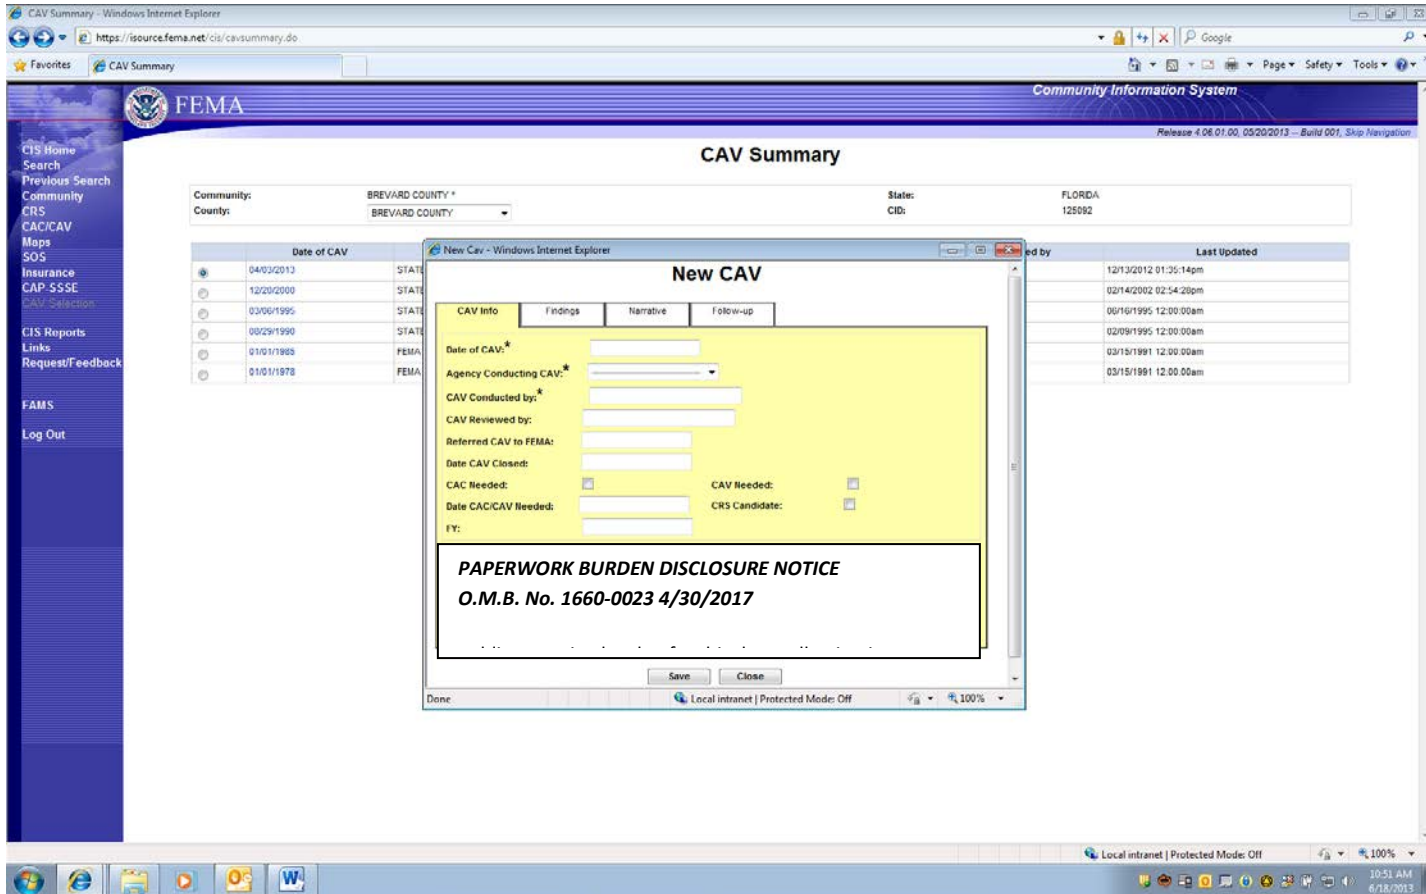 CAV Summary - Windows Internet Explorer
https://isource.fema.net/cis/cavsummary.do
Google
Favorites CAV Summary
Page Safety Tools
FEMA
Community Information System
Release 4.06.01.00, 05/20/2013 -- Build 001, Skip Navigation
CIS Home
Search
Previous Search
Community
CRS
CAC/CAV
Maps
SOS
Insurance
CAP-SSSE
CAV Selection
CIS Reports
Links
Request/Feedback
FAMS
Log Out
CAV Summary
Community: BREVARD COUNTY * State: FLORIDA
County: BREVARD COUNTY CID: 125092
Date of CAV ed by Last Updated
04/03/2013 STATE 12/13/2012 01:35:14pm
12/20/2000 STATE 02/14/2002 02:54:26pm
03/06/1995 STATE 06/16/1995 12:00:00am
08/29/1990 STATE 02/09/1995 12:00:00am
01/01/1985 FEMA 03/15/1991 12:00:00am
01/01/1978 FEMA 03/15/1991 12:00:00am
New Cav - Windows Internet Explorer
New CAV
CAV Info Findings Narrative Follow-up
Date of CAV:*
Agency Conducting CAV:*
CAV Conducted by:*
CAV Reviewed by:
Referred CAV to FEMA:
Date CAV Closed:
CAC Needed: CAV Needed:
Date CAC/CAV Needed: CRS Candidate:
FY:
PAPERWORK BURDEN DISCLOSURE NOTICE
O.M.B. No. 1660-0023 4/30/2017
Save Close
Done Local intranet | Protected Mode: Off 100%
Local intranet | Protected Mode: Off 100%
10:51 AM
6/18/2013